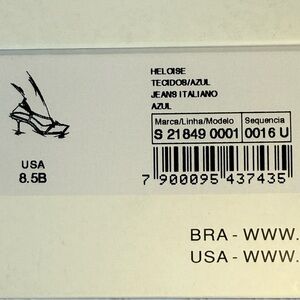 HELOISE
TECIDOS/AZUL
JEANS ITALIANO
AZUL
Marca/Linha/Modelo Sequencia
S 21849 0001 0016 U
USA
8.5B
7 900095 437435
BRA - WWW.
USA - WWW.